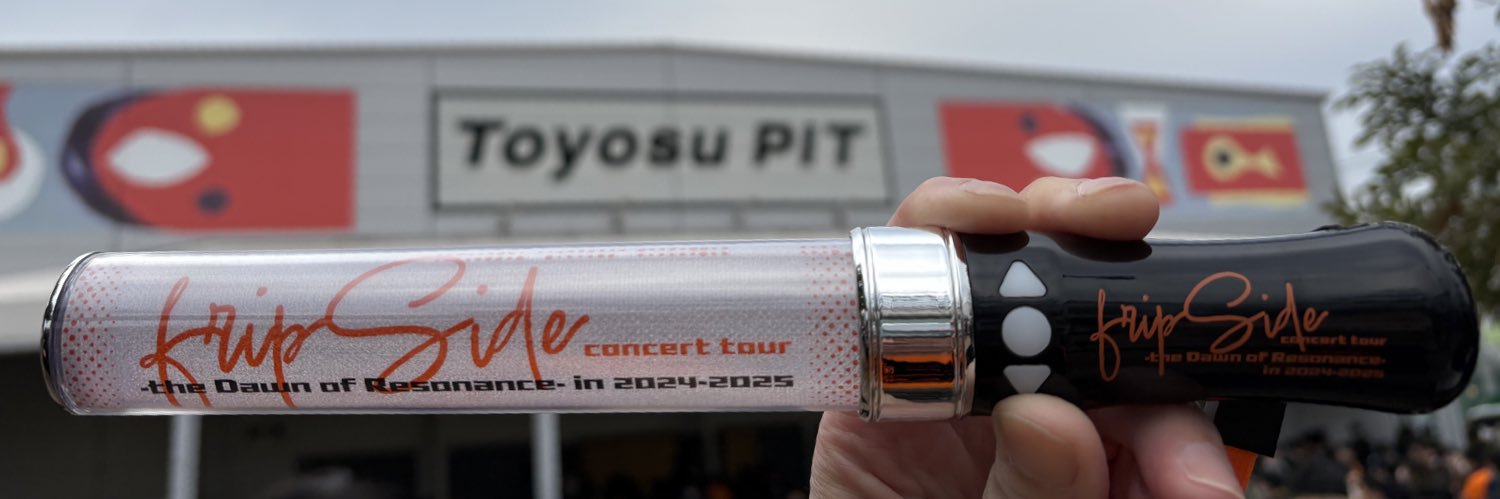 Toyosu PIT
fripSide
concert tour
-the Dawn of Resonance- in 2024-2025
fripSide
concert tour
-the Dawn of Resonance-
in 2024-2025